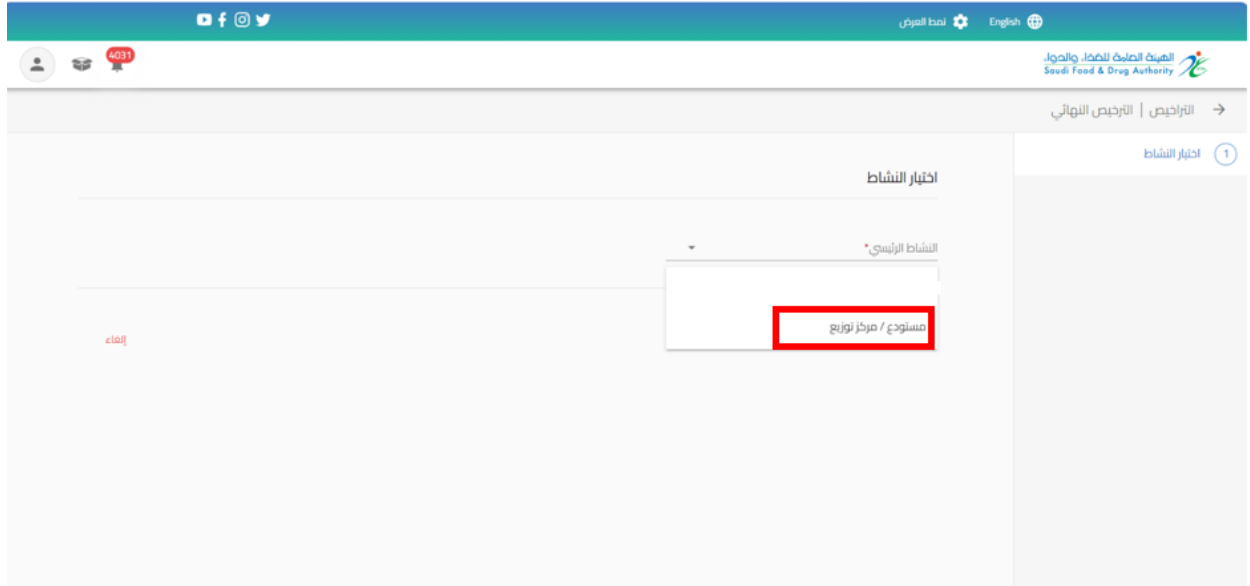 English نمط العرض
الهيئة العامة للغذاء والدواء
Saudi Food & Drug Authority
4031
التراخيص | الترخيص النهائي
1 اختيار النشاط
اختيار النشاط
النشاط الرئيسي*
مستودع / مركز توزيع
إلغاء